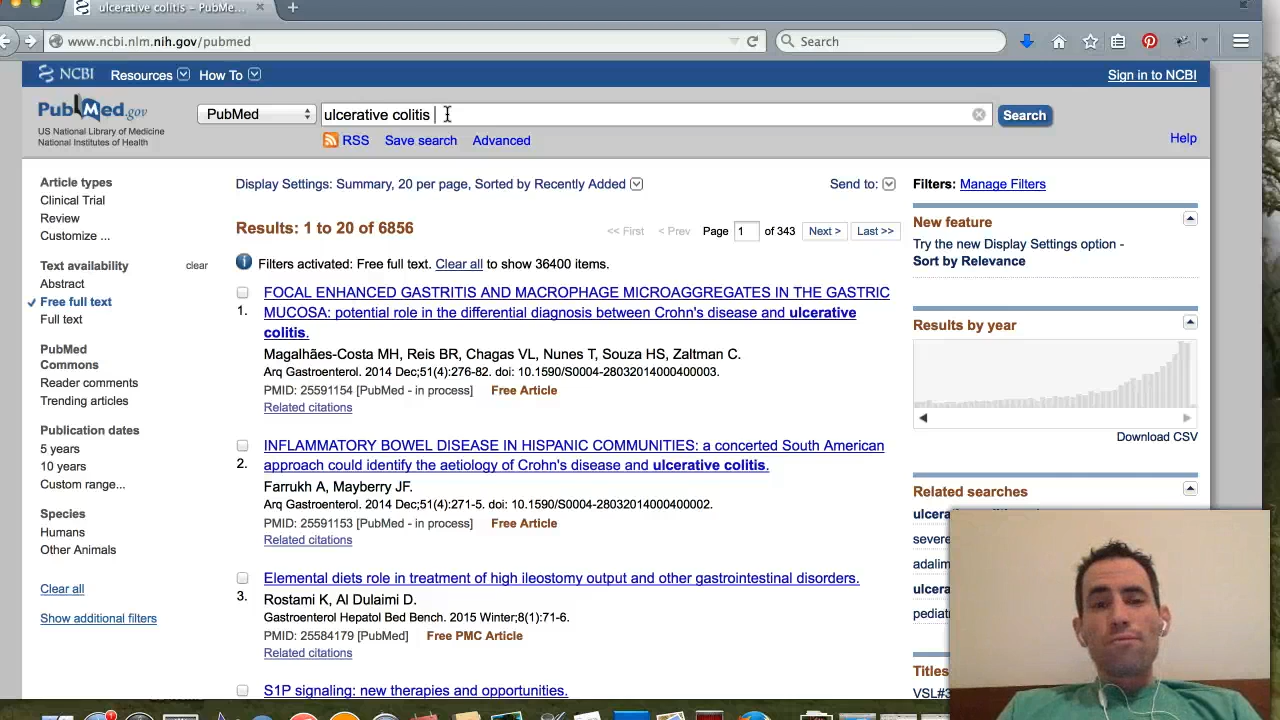 ulcerative colitis - PubMe...
www.ncbi.nlm.nih.gov/pubmed
Search
NCBI Resources How To
Sign in to NCBI
PubMed.gov
US National Library of Medicine
National Institutes of Health
PubMed
ulcerative colitis
Search
RSS Save search Advanced
Help
Article types
Clinical Trial
Review
Customize ...
Text availability
clear
Abstract
Free full text
Full text
PubMed
Commons
Reader comments
Trending articles
Publication dates
5 years
10 years
Custom range...
Species
Humans
Other Animals
Clear all
Show additional filters
Display Settings: Summary, 20 per page, Sorted by Recently Added
Send to:
Results: 1 to 20 of 6856
<< First < Prev Page 1 of 343 Next > Last >>
Filters activated: Free full text. Clear all to show 36400 items.
FOCAL ENHANCED GASTRITIS AND MACROPHAGE MICROAGGREGATES IN THE GASTRIC
1. MUCOSA: potential role in the differential diagnosis between Crohn's disease and ulcerative
colitis.
Magalhães-Costa MH, Reis BR, Chagas VL, Nunes T, Souza HS, Zaltman C.
Arq Gastroenterol. 2014 Dec;51(4):276-82. doi: 10.1590/S0004-28032014000400003.
PMID: 25591154 [PubMed - in process] Free Article
Related citations
INFLAMMATORY BOWEL DISEASE IN HISPANIC COMMUNITIES: a concerted South American
2. approach could identify the aetiology of Crohn's disease and ulcerative colitis.
Farrukh A, Mayberry JF.
Arq Gastroenterol. 2014 Dec;51(4):271-5. doi: 10.1590/S0004-28032014000400002.
PMID: 25591153 [PubMed - in process] Free Article
Related citations
Elemental diets role in treatment of high ileostomy output and other gastrointestinal disorders.
3. Rostami K, Al Dulaimi D.
Gastroenterol Hepatol Bed Bench. 2015 Winter;8(1):71-6.
PMID: 25584179 [PubMed] Free PMC Article
Related citations
S1P signaling: new therapies and opportunities.
Filters: Manage Filters
New feature
Try the new Display Settings option -
Sort by Relevance
Results by year
Download CSV
Related searches
ulcera
severe
adalim
ulcera
pediat
Titles
VSL#3